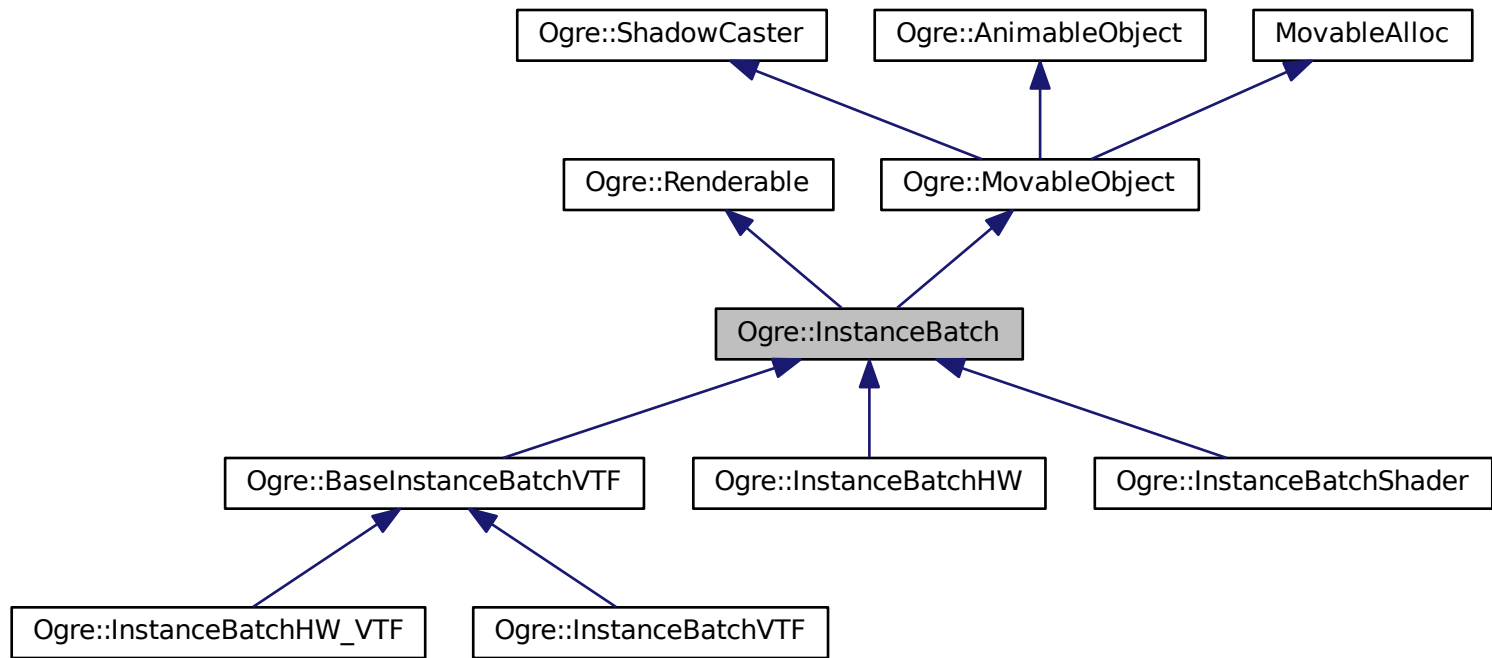 Ogre::ShadowCaster
Ogre::AnimableObject
MovableAlloc
Ogre::Renderable
Ogre::MovableObject
Ogre::InstanceBatch
Ogre::BaseInstanceBatchVTF
Ogre::InstanceBatchHW
Ogre::InstanceBatchShader
Ogre::InstanceBatchHW_VTF
Ogre::InstanceBatchVTF